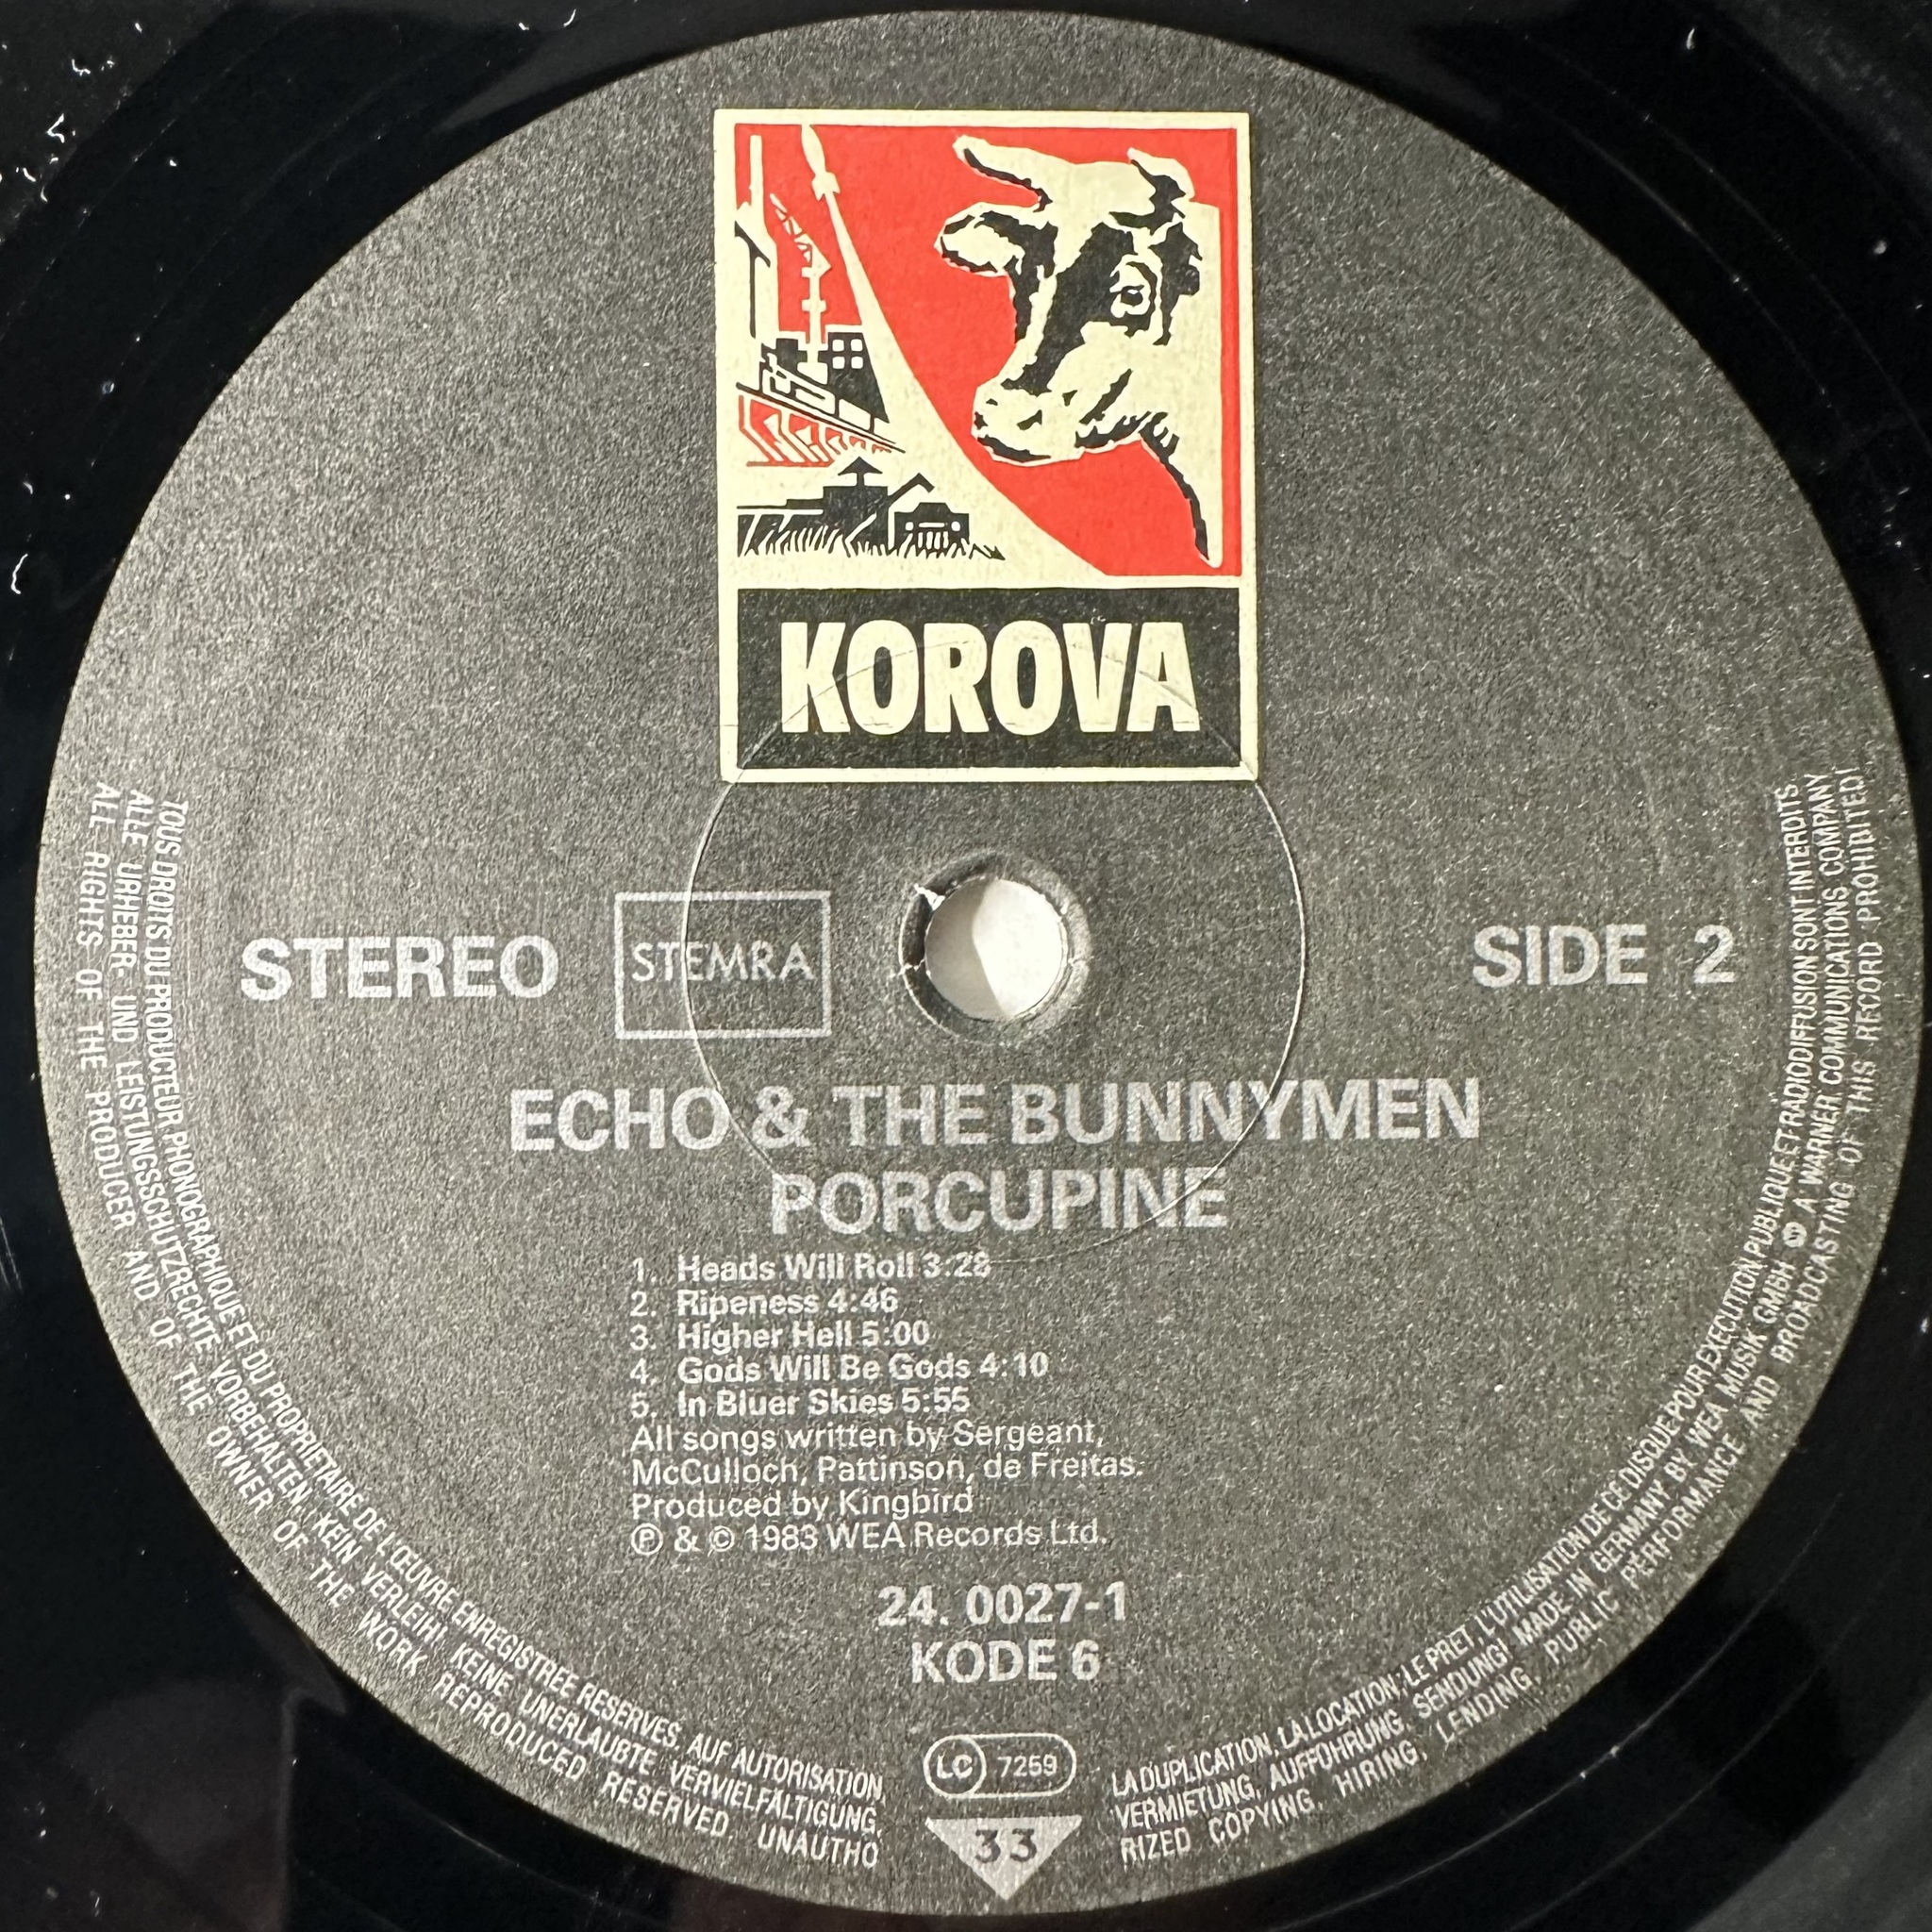 KOROVA
STEREO
STEMRA
SIDE 2
ECHO & THE BUNNYMEN
PORCUPINE
1. Heads Will Roll 3:28
2. Ripeness 4:46
3. Higher Hell 5:00
4. Gods Will Be Gods 4:10
5. In Bluer Skies 5:55
All songs written by Sergeant,
McCulloch, Pattinson, de Freitas.
Produced by Kingbird
Ⓟ & © 1983 WEA Records Ltd.
24. 0027-1
KODE 6
LC 7259
33
TOUS DROITS DU PRODUCTEUR PHONOGRAPHIQUE ET DU PROPRIETAIRE DE L'ŒUVRE ENREGISTREE RESERVES. AUF AUTORISATION, LA DUPLICATION, LA LOCATION, LE PRET, L'UTILISATION DE CE DISQUE POUR EXECUTION PUBLIQUE ET RADIODIFFUSION SONT INTERDITS
ALLE URHEBER- UND LEISTUNGSSCHUTZRECHTE VORBEHALTEN. KEIN VERLEIH! KEINE UNERLAUBTE VERVIELFÄLTIGUNG, VERMIETUNG, AUFFÜHRUNG, SENDUNG! MADE IN GERMANY BY WEA MUSIK GMBH A WARNER COMMUNICATIONS COMPANY
ALL RIGHTS OF THE PRODUCER AND OF THE OWNER OF THE WORK REPRODUCED RESERVED. UNAUTHORIZED COPYING, HIRING, LENDING, PUBLIC PERFORMANCE AND BROADCASTING OF THIS RECORD PROHIBITED!